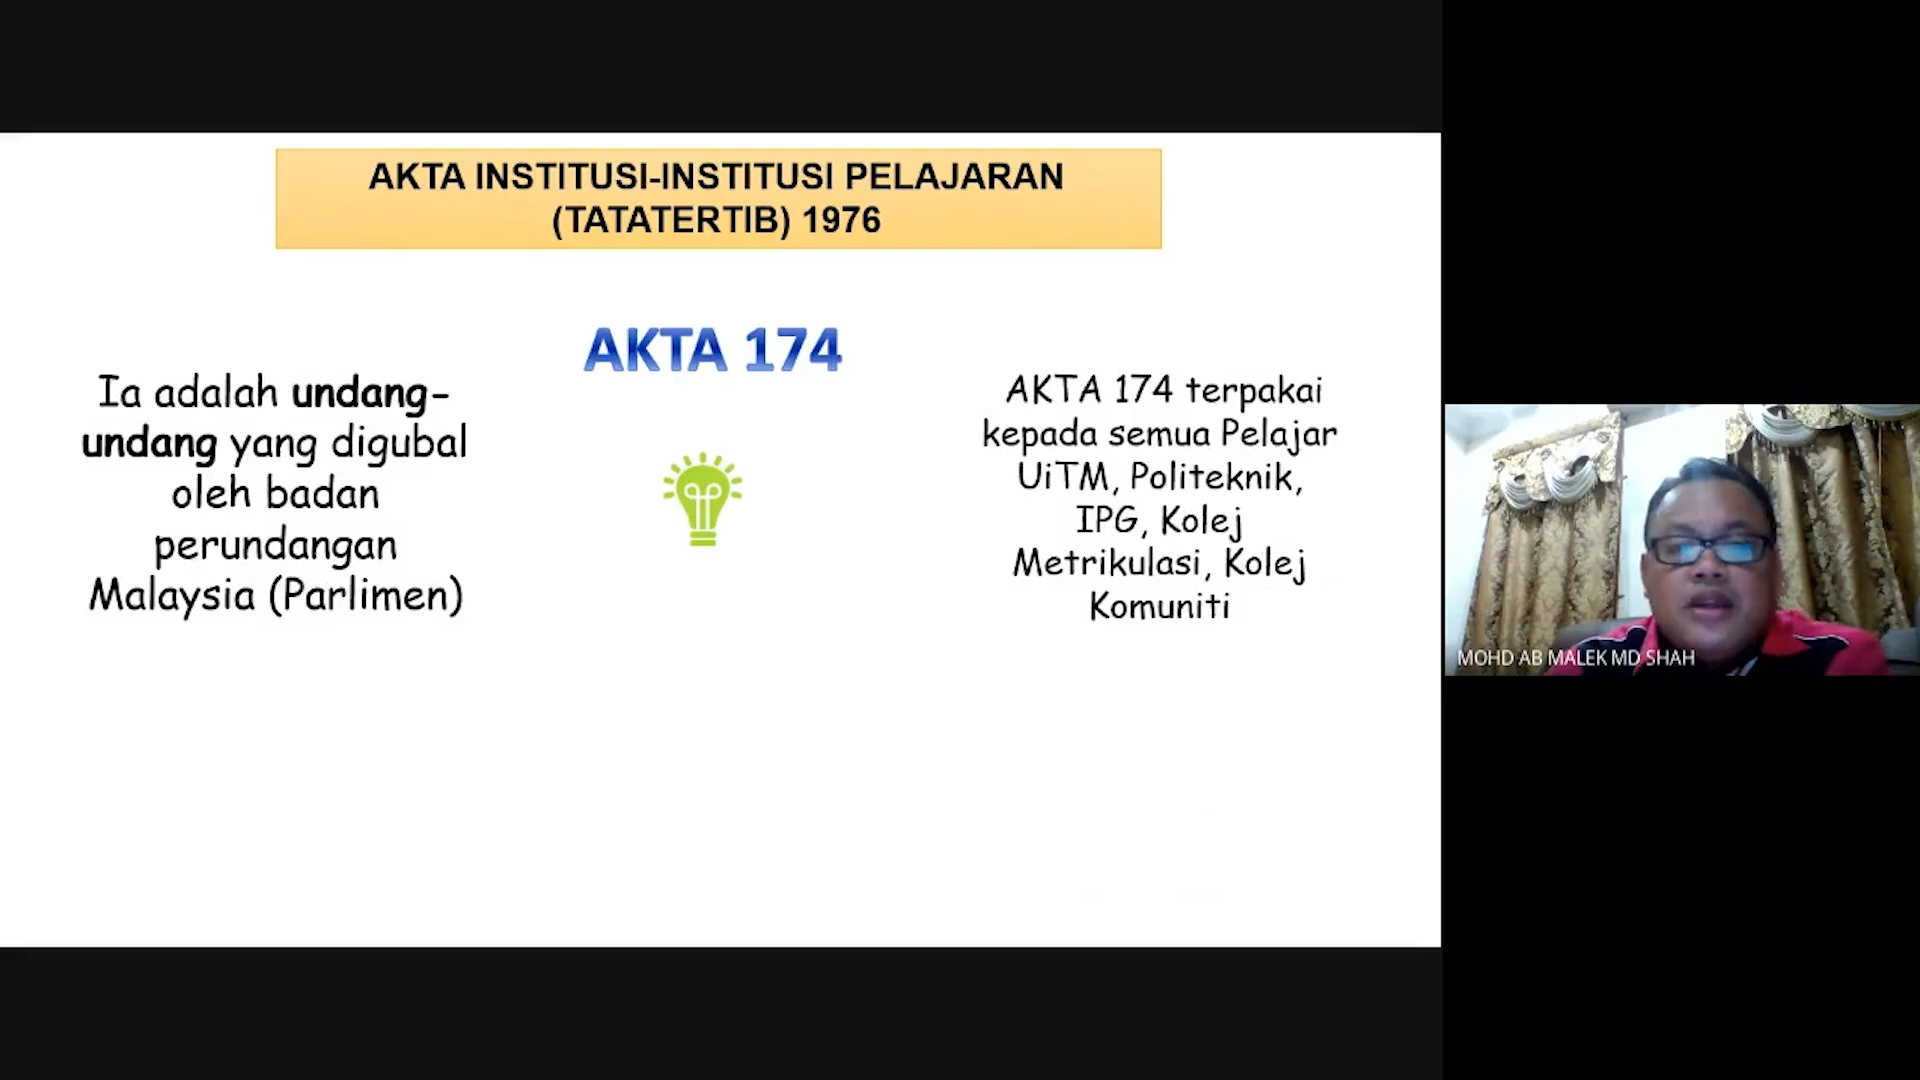 AKTA INSTITUSI-INSTITUSI PELAJARAN
(TATATERTIB) 1976
AKTA 174
Ia adalah undang-
undang yang digubal
oleh badan
perundangan
Malaysia (Parlimen)
AKTA 174 terpakai
kepada semua Pelajar
UiTM, Politeknik,
IPG, Kolej
Metrikulasi, Kolej
Komuniti
MOHD AB MALEK MD SHAH